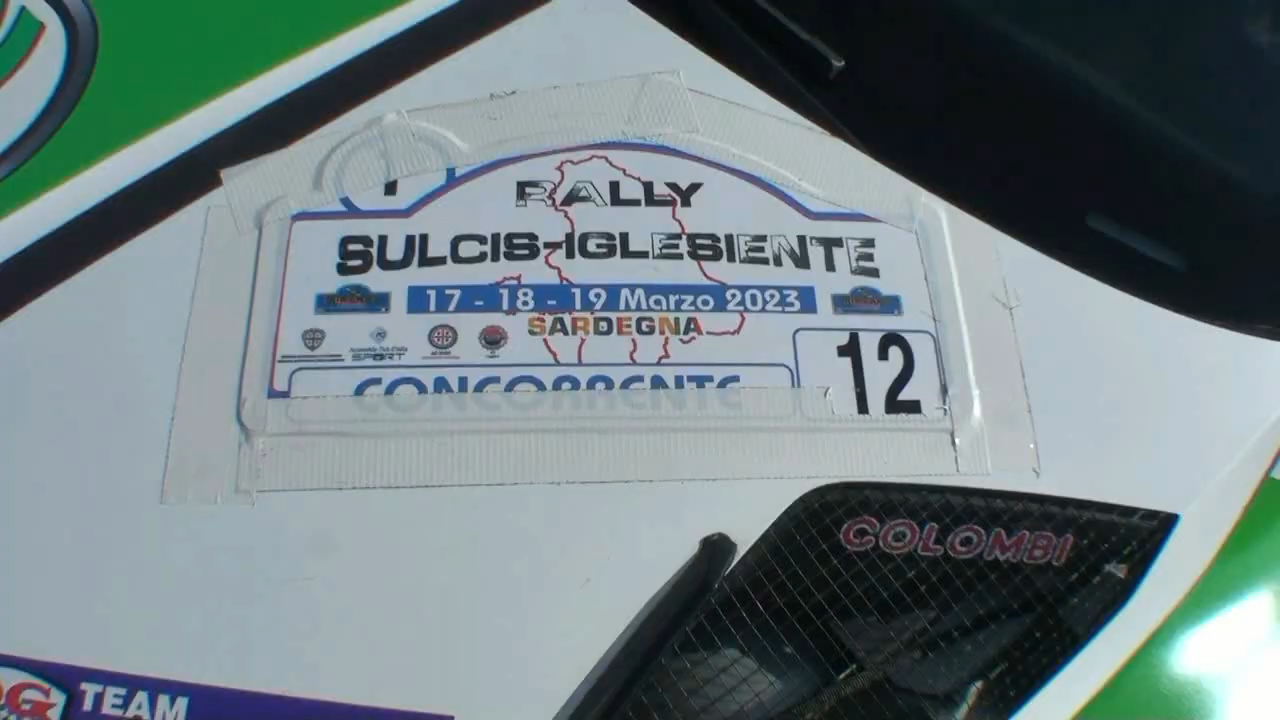 RALLY
SULCIS-IGLESIENTE
17 - 18 - 19 Marzo 2023
SARDEGNA
SPORT
CONCORRENTE
12
COLOMBI
TEAM